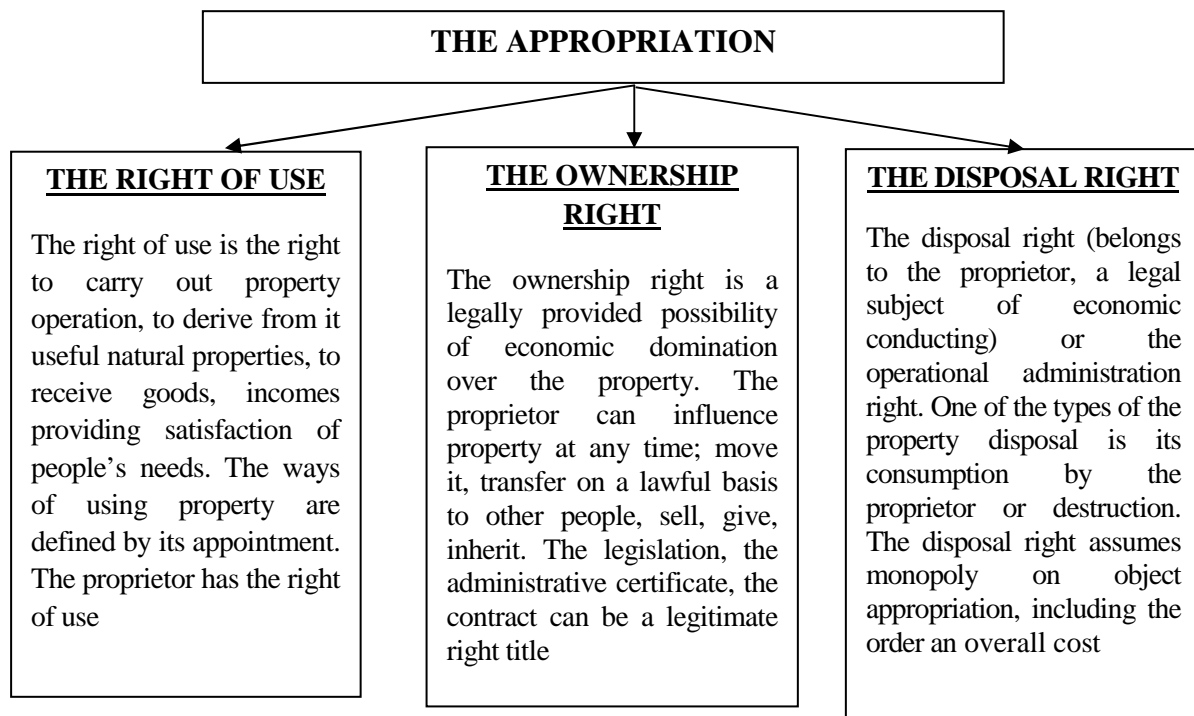 THE APPROPRIATION
THE RIGHT OF USE
The right of use is the right
to carry out property
operation, to derive from it
useful natural properties, to
receive goods, incomes
providing satisfaction of
people's needs. The ways
of using property are
defined by its appointment.
The proprietor has the right
of use
THE OWNERSHIP
RIGHT
The ownership right is a
legally provided possibility
of economic domination
over the property. The
proprietor can influence
property at any time; move
it, transfer on a lawful basis
to other people, sell, give,
inherit. The legislation, the
administrative certificate, the
contract can be a legitimate
right title
THE DISPOSAL RIGHT
The disposal right (belongs
to the proprietor, a legal
subject of economic
conducting) or the
operational administration
right. One of the types of the
property disposal is its
consumption by the
proprietor or destruction.
The disposal right assumes
monopoly on object
appropriation, including the
order an overall cost